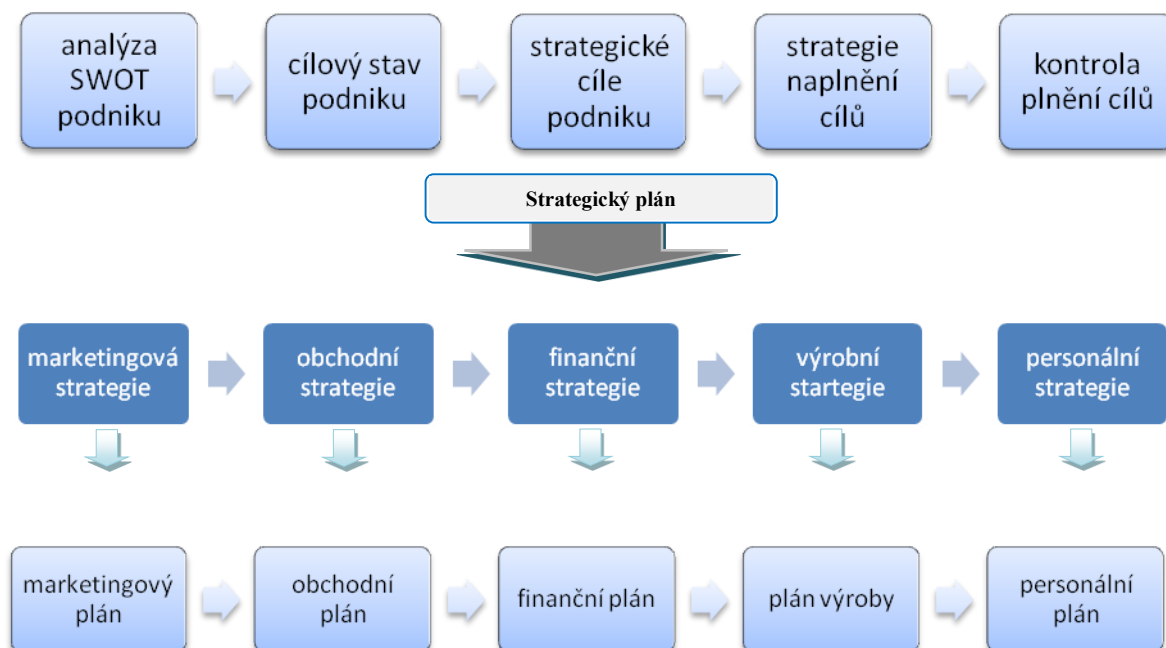 analýza
SWOT
podniku
cílový stav
podniku
strategické
cíle
podniku
strategie
naplnění
cílů
kontrola
plnění cílů
Strategický plán
marketingová
strategie
obchodní
strategie
finanční
strategie
výrobní
startegie
personální
strategie
marketingový
plán
obchodní
plán
finanční plán
plán výroby
personální
plán